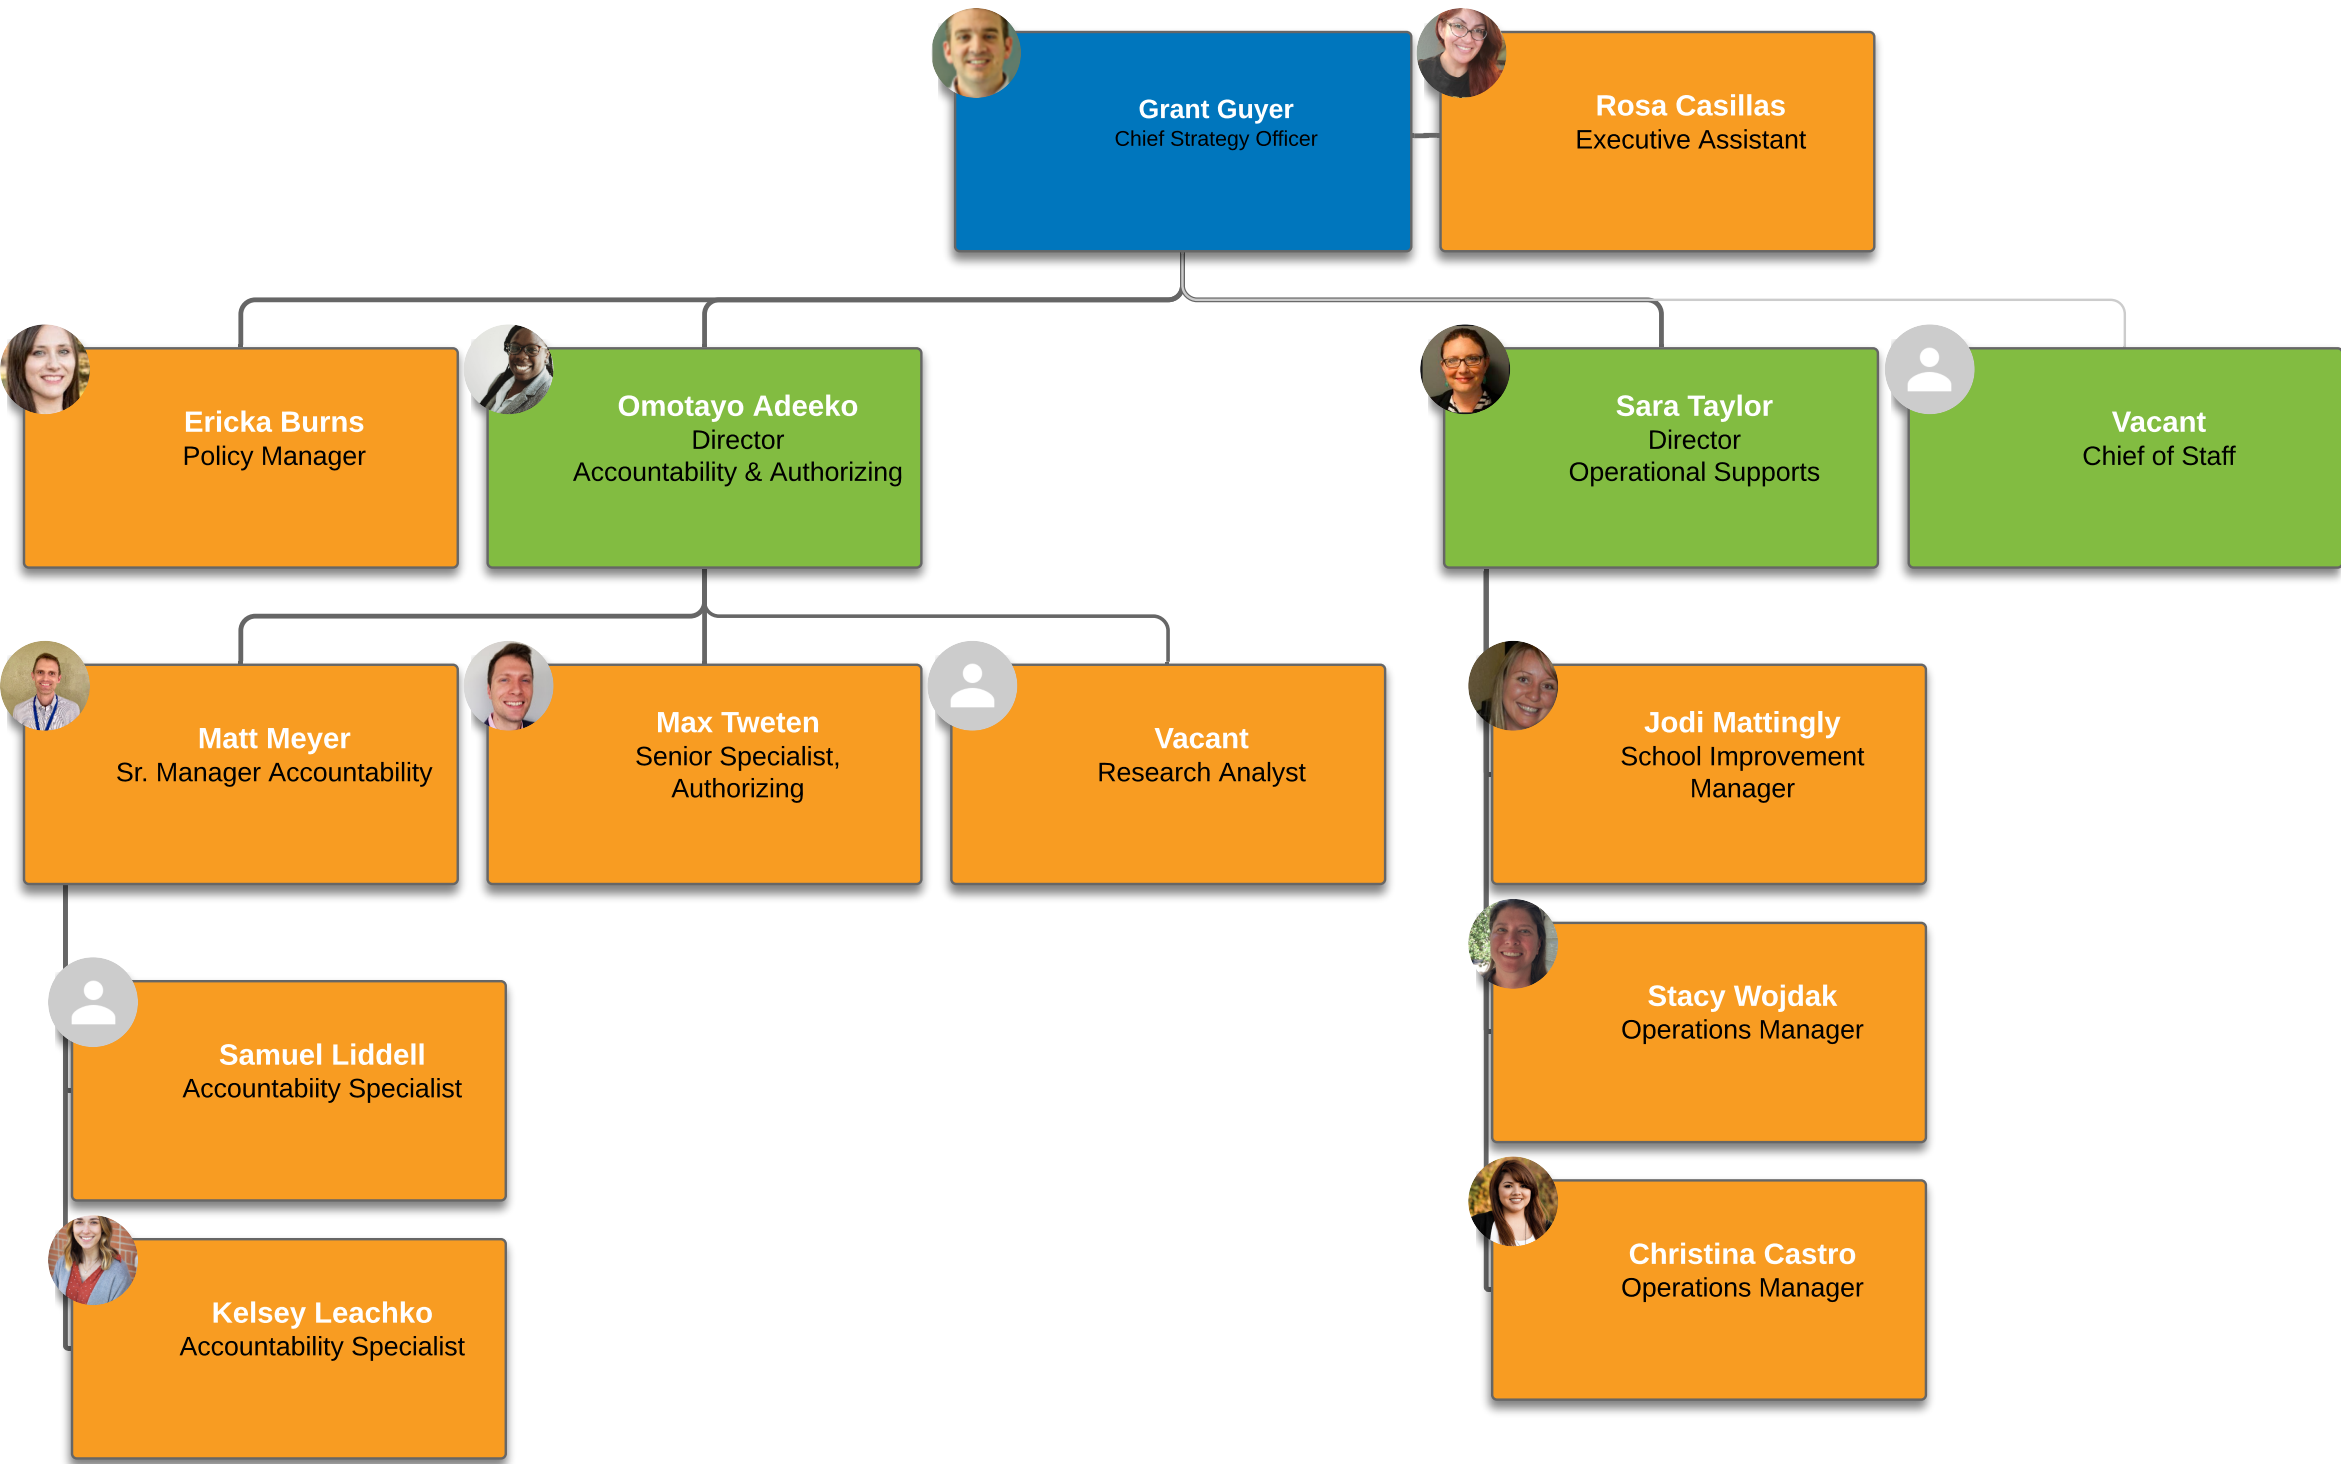 Grant Guyer
Chief Strategy Officer
Rosa Casillas
Executive Assistant
Ericka Burns
Policy Manager
Omotayo Adeeko
Director
Accountability & Authorizing
Sara Taylor
Director
Operational Supports
Vacant
Chief of Staff
Matt Meyer
Sr. Manager Accountability
Max Tweten
Senior Specialist,
Authorizing
Vacant
Research Analyst
Jodi Mattingly
School Improvement
Manager
Stacy Wojdak
Operations Manager
Samuel Liddell
Accountabiity Specialist
Christina Castro
Operations Manager
Kelsey Leachko
Accountability Specialist